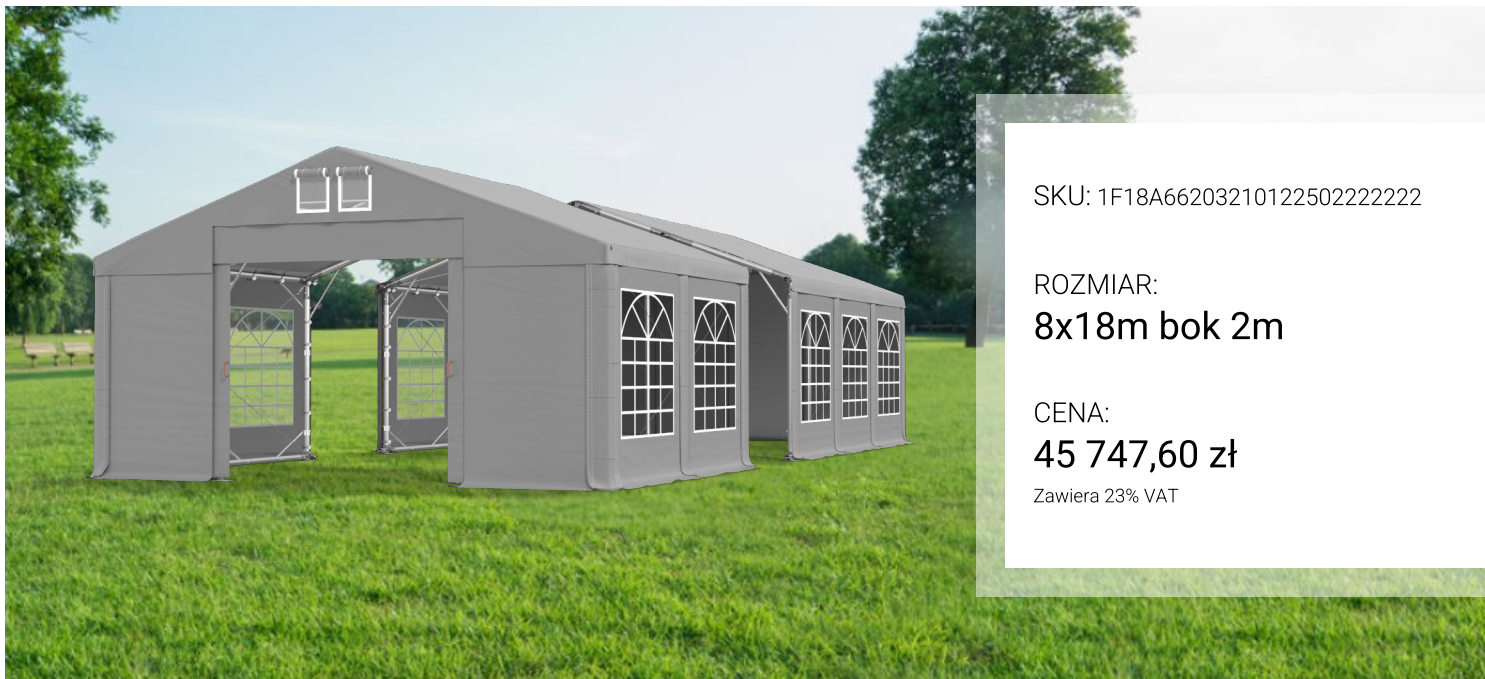 SKU: 1F18A66203210122502222222
ROZMIAR:
8x18m bok 2m
CENA:
45 747,60 zł
Zawiera 23% VAT